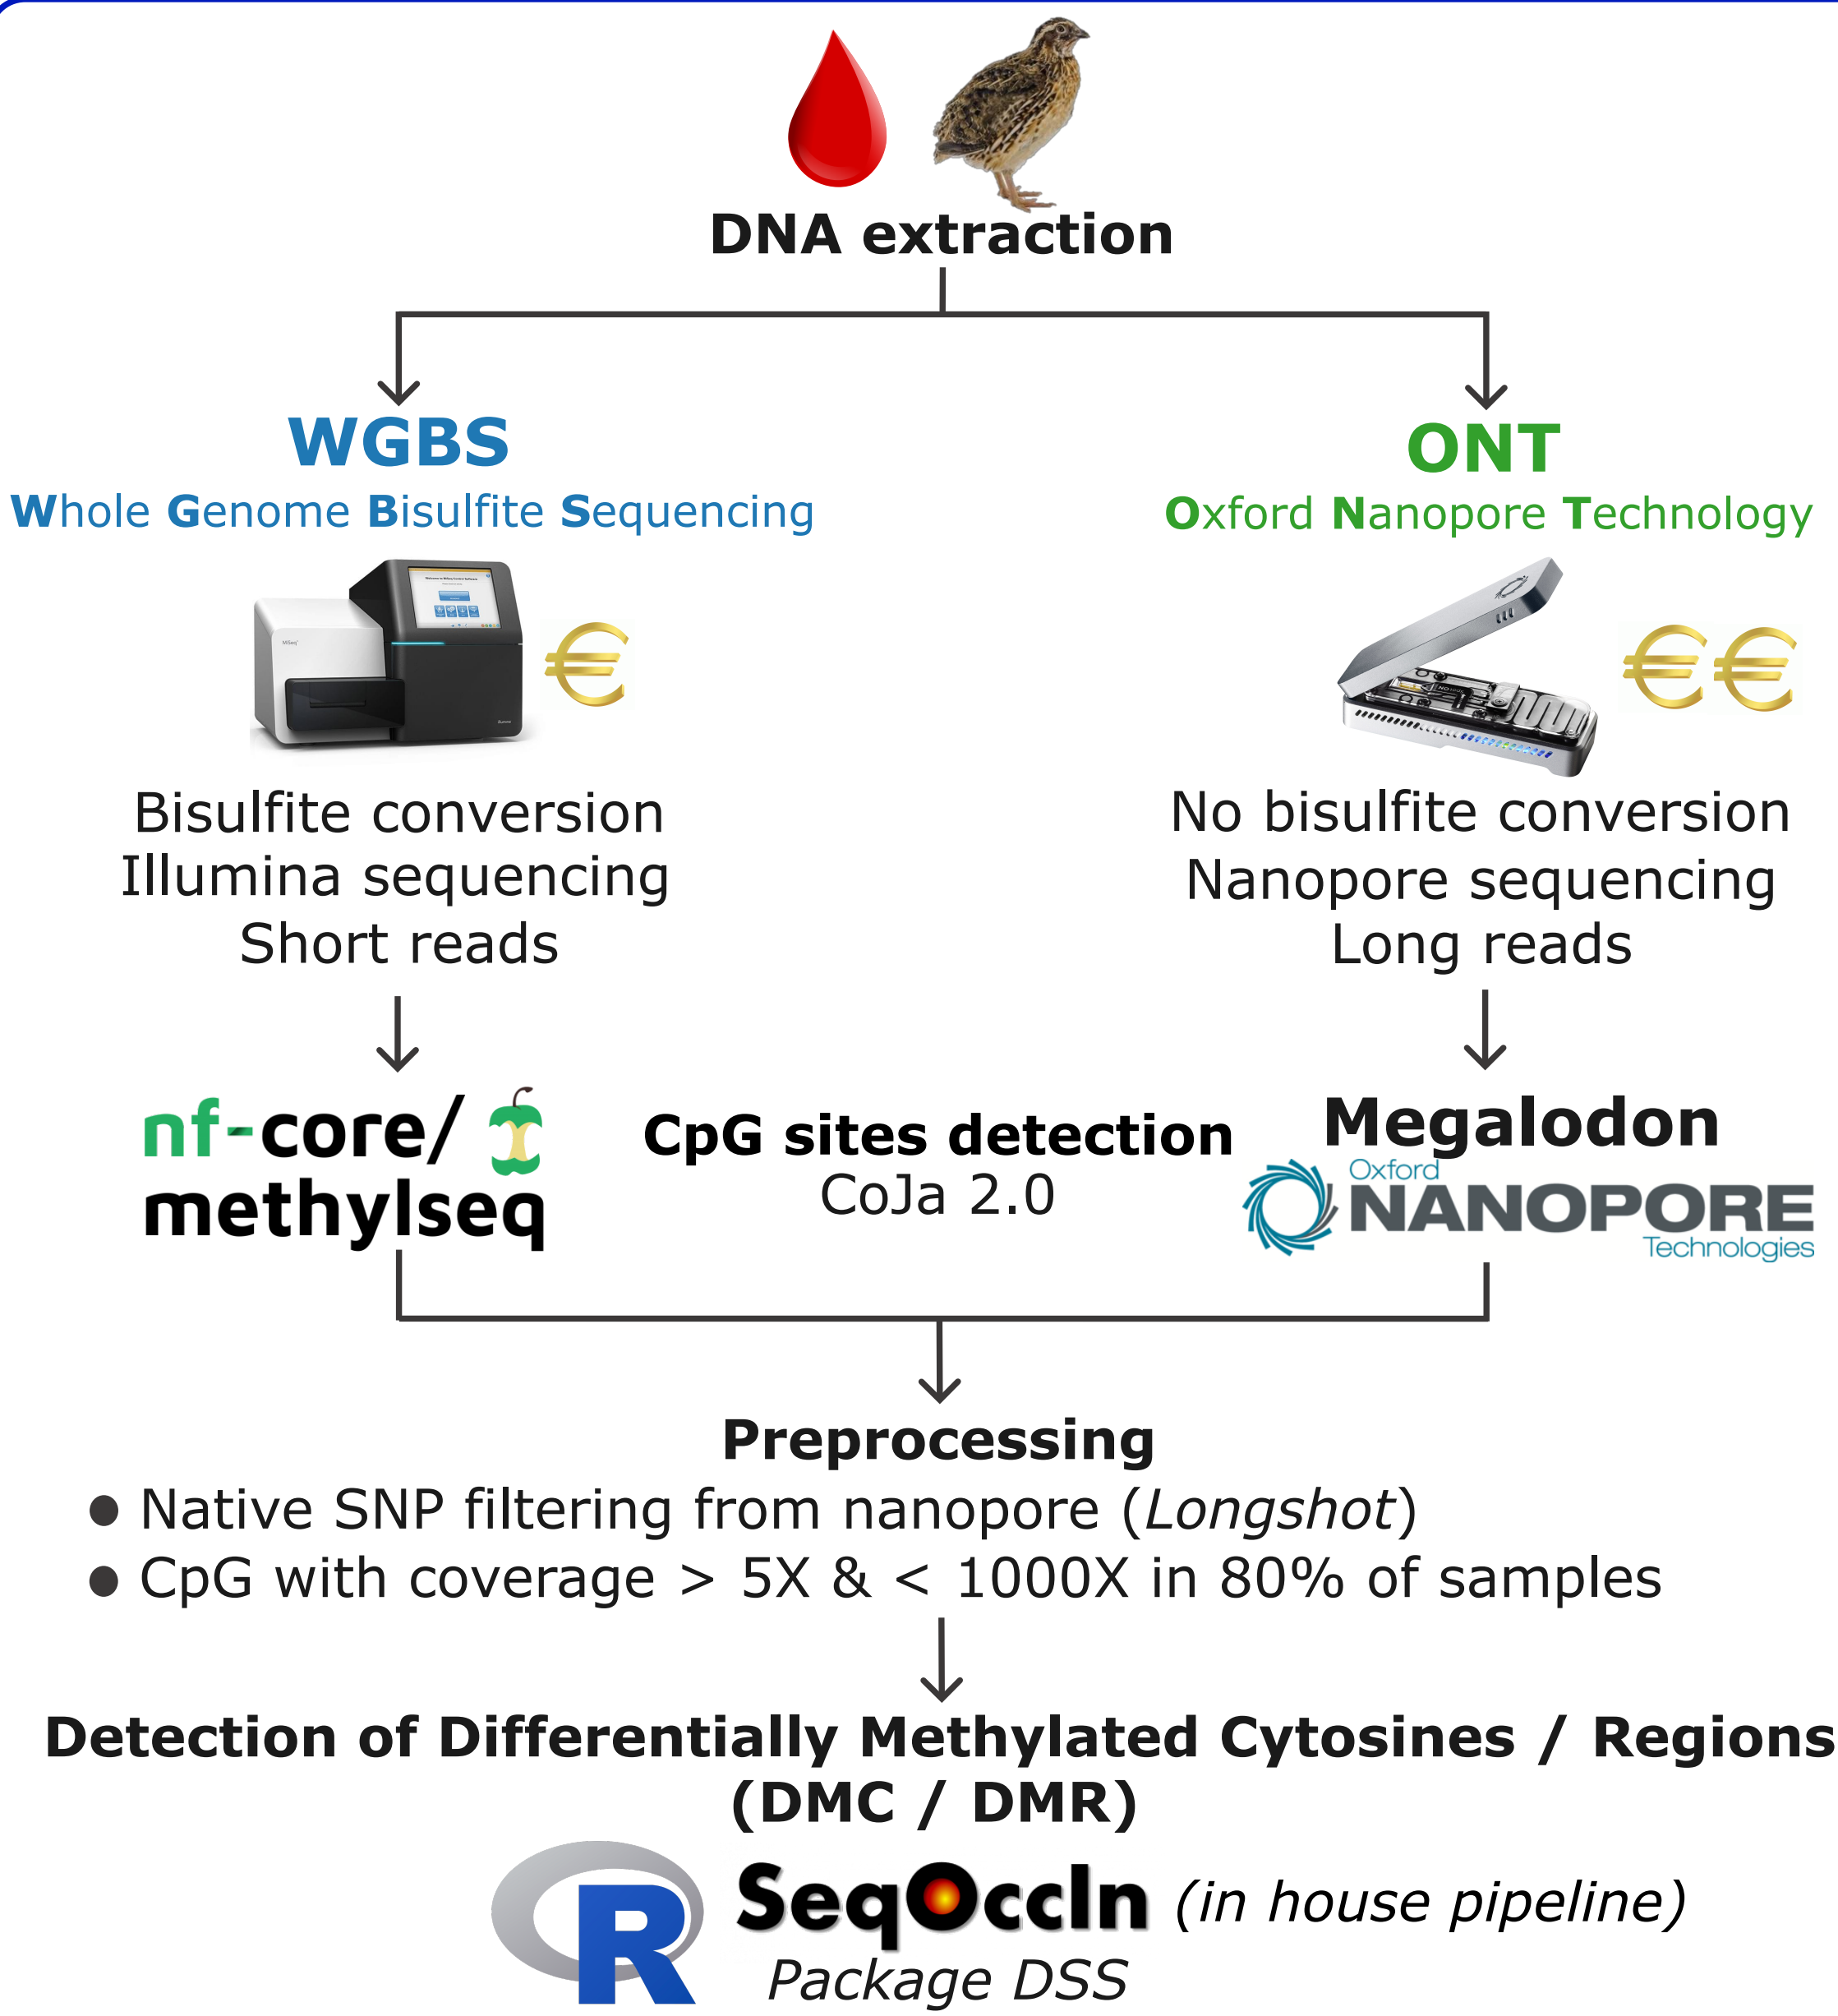 DNA extraction
WGBS
Whole Genome Bisulfite Sequencing
MiSeq
Bisulfite conversion
Illumina sequencing
Short reads
ONT
Oxford Nanopore Technology
No bisulfite conversion
Nanopore sequencing
Long reads
nf-core/
methylseq
CpG sites detection
CoJa 2.0
Megalodon
Oxford
NANOPORE
Technologies
Preprocessing
● Native SNP filtering from nanopore (Longshot)
● CpG with coverage > 5X & < 1000X in 80% of samples
Detection of Differentially Methylated Cytosines / Regions
(DMC / DMR)
R SeqOccIn (in house pipeline)
Package DSS